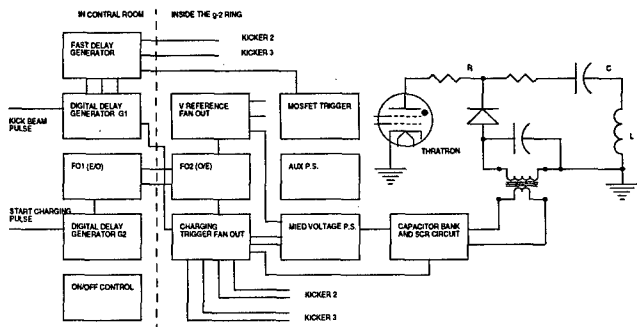 IN CONTRAL ROOM
INSIDE THE g-2 RING
FAST DELAY
GENERATOR
KICKER 2
KICKER 3
KICK BEAM
PULSE
DIGITAL DELAY
GENERATOR G1
V REFERENCE
FAN OUT
MOSFET TRIGGER
THRATRON
R
C
L
FO1 (E/O)
FO2 (O/E)
AUX P.S.
START CHARGING
PULSE
DIGITAL DELAY
GENERATOR G2
CHARGING
TRIGGER FAN OUT
MIED VOLTAGE P.S.
CAPACITOR BANK
AND SCR CIRCUIT
ON/OFF CONTROL
KICKER 2
KICKER 3